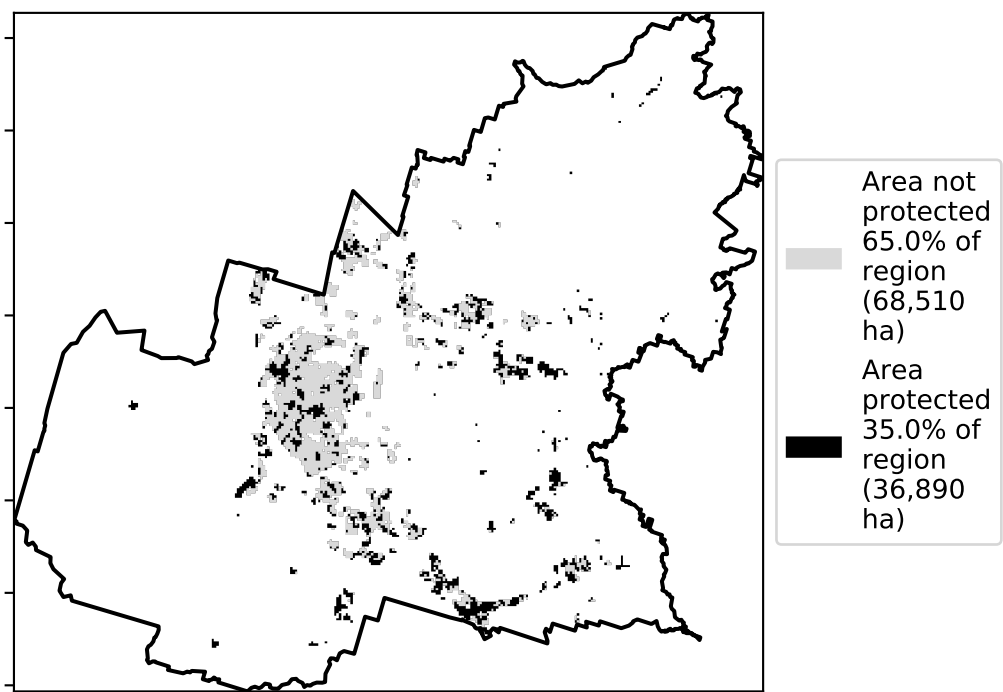 Area not
protected
65.0% of
region
(68,510
ha)
Area
protected
35.0% of
region
(36,890
ha)